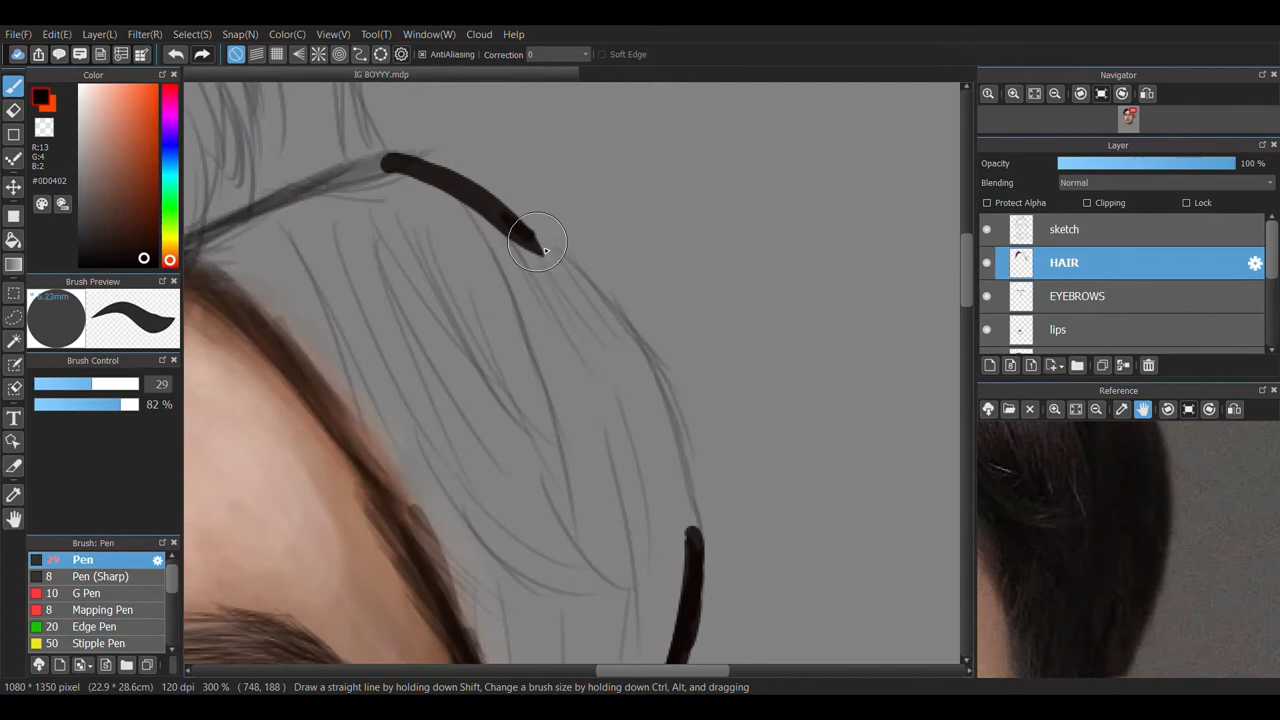 File(F) Edit(E) Layer(L) Filter(R) Select(S) Snap(N) Color(C) View(V) Tool(T) Window(W) Cloud Help
AntiAliasing Correction 0 Soft Edge
Color
IG BOYYY.mdp
Navigator
R:13
G:4
B:2
#0D0402
Layer
Opacity 100 %
Blending Normal
Protect Alpha Clipping Lock
sketch
HAIR
EYEBROWS
lips
Brush Preview
6.23mm
Brush Control
29
82 %
Reference
T
Brush: Pen
29 Pen
8 Pen (Sharp)
10 G Pen
8 Mapping Pen
20 Edge Pen
50 Stipple Pen
1080 * 1350 pixel (22.9 * 28.6cm) 120 dpi 300 % ( 748, 188 ) Draw a straight line by holding down Shift, Change a brush size by holding down Ctrl, Alt, and dragging